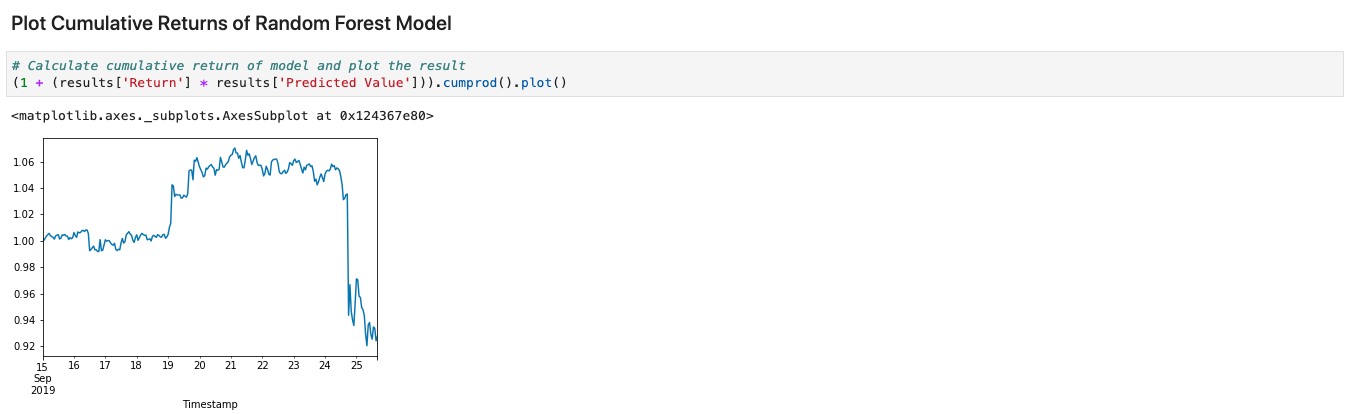 Plot Cumulative Returns of Random Forest Model
# Calculate cumulative return of model and plot the result
(1 + (results['Return'] * results['Predicted Value'])).cumprod().plot()
<matplotlib.axes._subplots.AxesSubplot at 0x124367e80>
1.06
1.04
1.02
1.00
0.98
0.96
0.94
0.92
15 16 17 18 19 20 21 22 23 24 25
Sep
2019
Timestamp